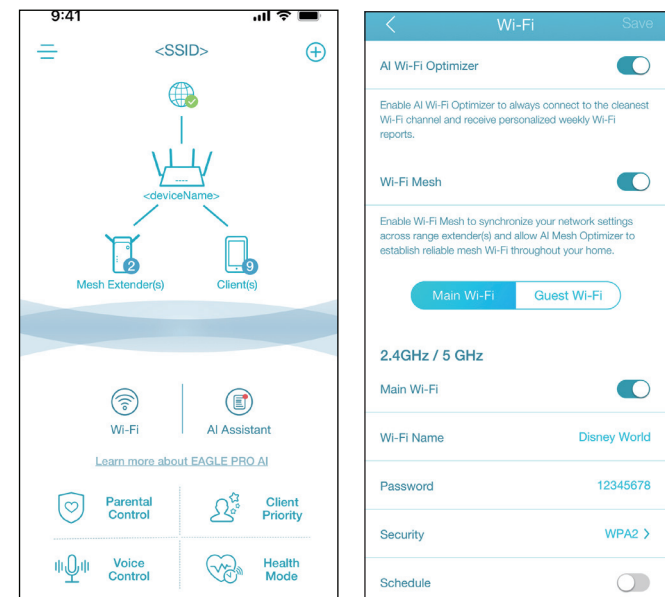 9:41
<SSID>
<deviceName>
2
9
Mesh Extender(s)
Client(s)
Wi-Fi
AI Assistant
Learn more about EAGLE PRO AI
Parental
Control
Client
Priority
Voice
Control
Health
Mode
Wi-Fi
Save
AI Wi-Fi Optimizer
Enable AI Wi-Fi Optimizer to always connect to the cleanest
Wi-Fi channel and receive personalized weekly Wi-Fi
reports.
Wi-Fi Mesh
Enable Wi-Fi Mesh to synchronize your network settings
across range extender(s) and allow AI Mesh Optimizer to
establish reliable mesh Wi-Fi throughout your home.
Main Wi-Fi
Guest Wi-Fi
2.4GHz / 5 GHz
Main Wi-Fi
Wi-Fi Name
Disney World
Password
12345678
Security
WPA2 >
Schedule